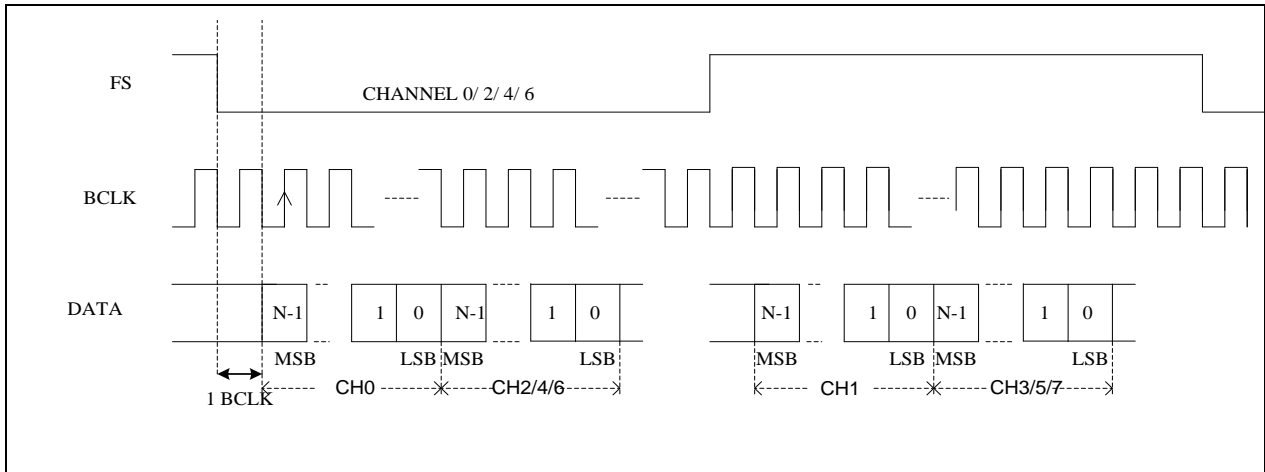 FS
CHANNEL 0/ 2/ 4/ 6
BCLK
DATA
N-1 1 0 N-1 1 0 N-1 1 0 N-1 1 0
MSB LSB MSB LSB MSB LSB MSB LSB
1 BCLK CH0 CH2/4/6 CH1 CH3/5/7